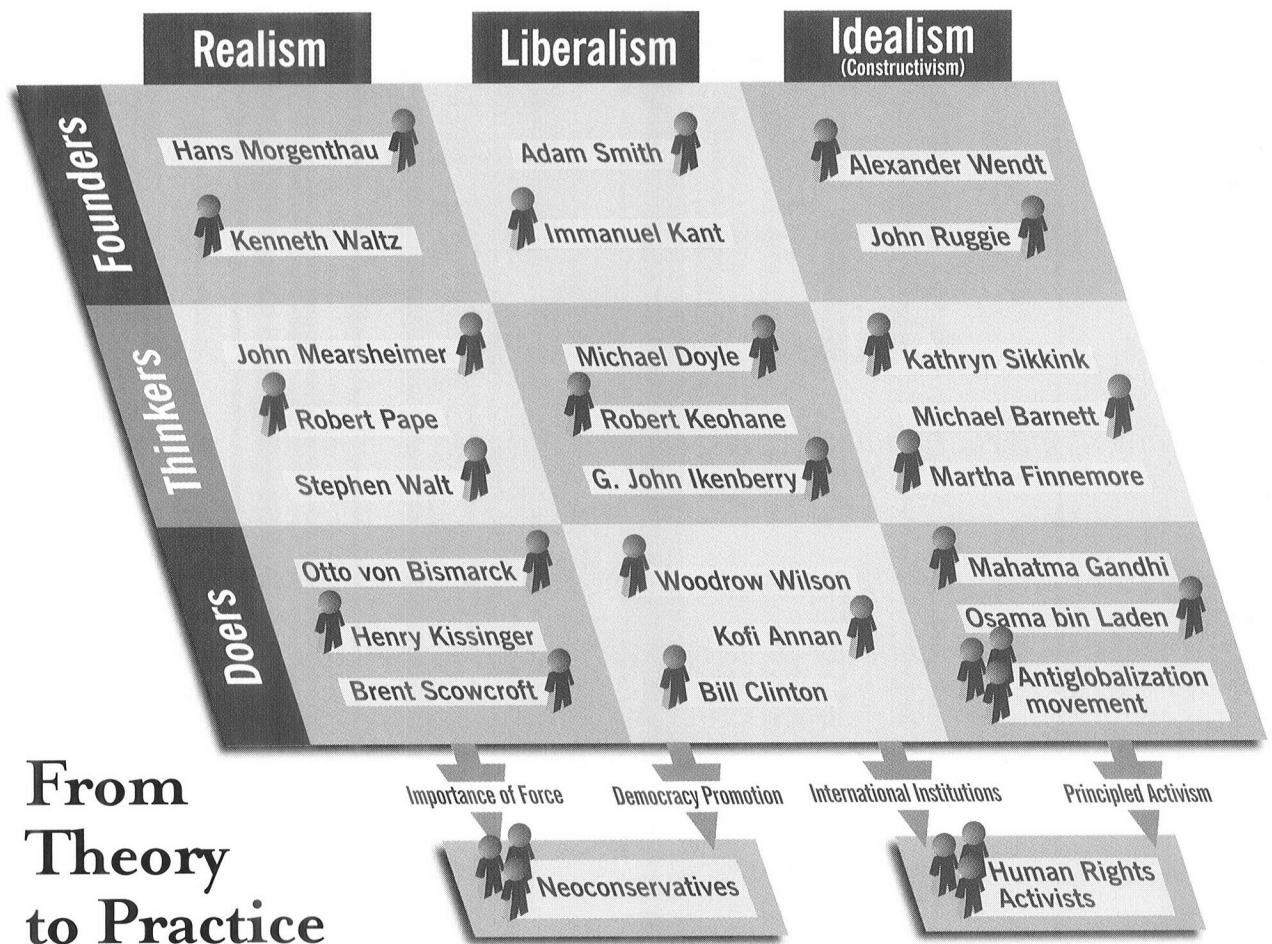 Realism
Liberalism
Idealism
(Constructivism)
Founders
Hans Morgenthau
Kenneth Waltz
Adam Smith
Immanuel Kant
Alexander Wendt
John Ruggie
Thinkers
John Mearsheimer
Robert Pape
Stephen Walt
Michael Doyle
Robert Keohane
G. John Ikenberry
Kathryn Sikkink
Michael Barnett
Martha Finnemore
Doers
Otto von Bismarck
Henry Kissinger
Brent Scowcroft
Woodrow Wilson
Kofi Annan
Bill Clinton
Mahatma Gandhi
Osama bin Laden
Antiglobalization
movement
Importance of Force
Democracy Promotion
International Institutions
Principled Activism
Neoconservatives
Human Rights
Activists
From
Theory
to Practice